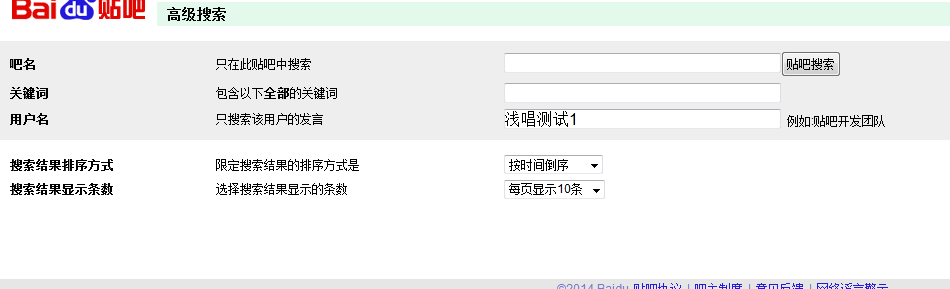 Bai du 贴吧 高级搜索
吧名 只在此贴吧中搜索 贴吧搜索
关键词 包含以下全部的关键词
用户名 只搜索该用户的发言 浅唱测试1 例如:贴吧开发团队
搜索结果排序方式 限定搜索结果的排序方式是 按时间倒序
搜索结果显示条数 选择搜索结果显示的条数 每页显示10条
©2014 Baidu 贴吧协议 | 吧主制度 | 意见反馈 | 网络谣言警示